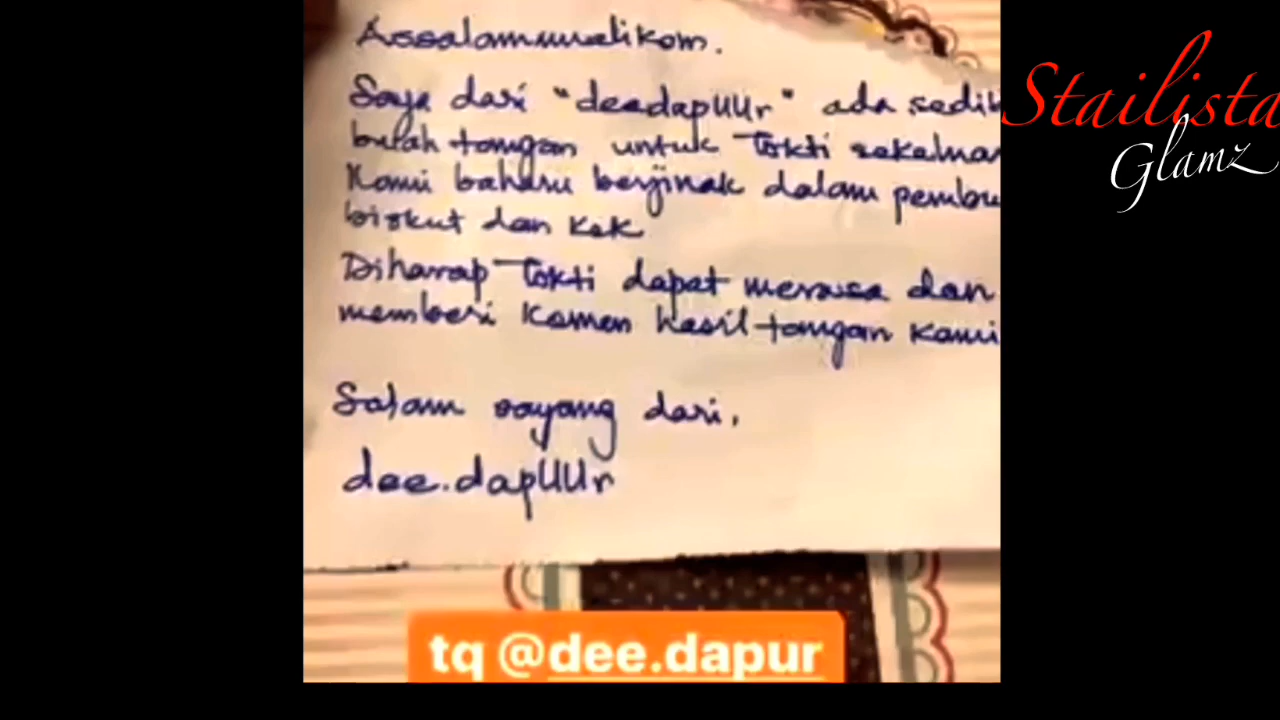 Assalammualikom.
Saya dari "deedapUUr" ada sedik
buah tangan untuk Tokti sekelua
Kami baharu berjinak dalam pembu
biskut dan kek
Diharap Tokti dapat merasa dan
memberi komen hasil tangan kami
Salam sayang dari,
dee.dapUUr
tq @dee.dapur
Stailista
Glamz